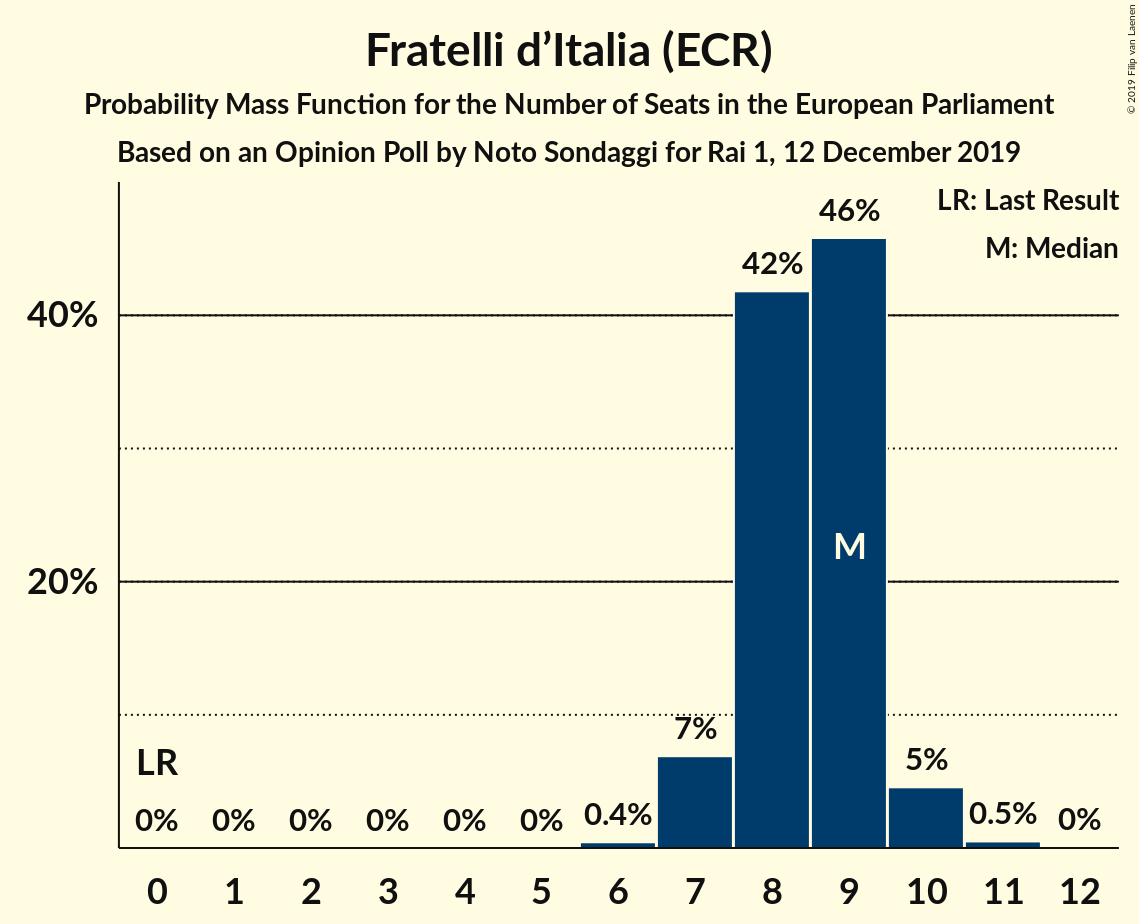 Fratelli d’Italia (ECR)
Probability Mass Function for the Number of Seats in the European Parliament
Based on an Opinion Poll by Noto Sondaggi for Rai 1, 12 December 2019
© 2019 Filip van Laenen
LR: Last Result
M: Median
46%
42%
40%
M
20%
7%
LR
5%
0% 0% 0% 0% 0% 0% 0.4% 0.5% 0%
0 1 2 3 4 5 6 7 8 9 10 11 12